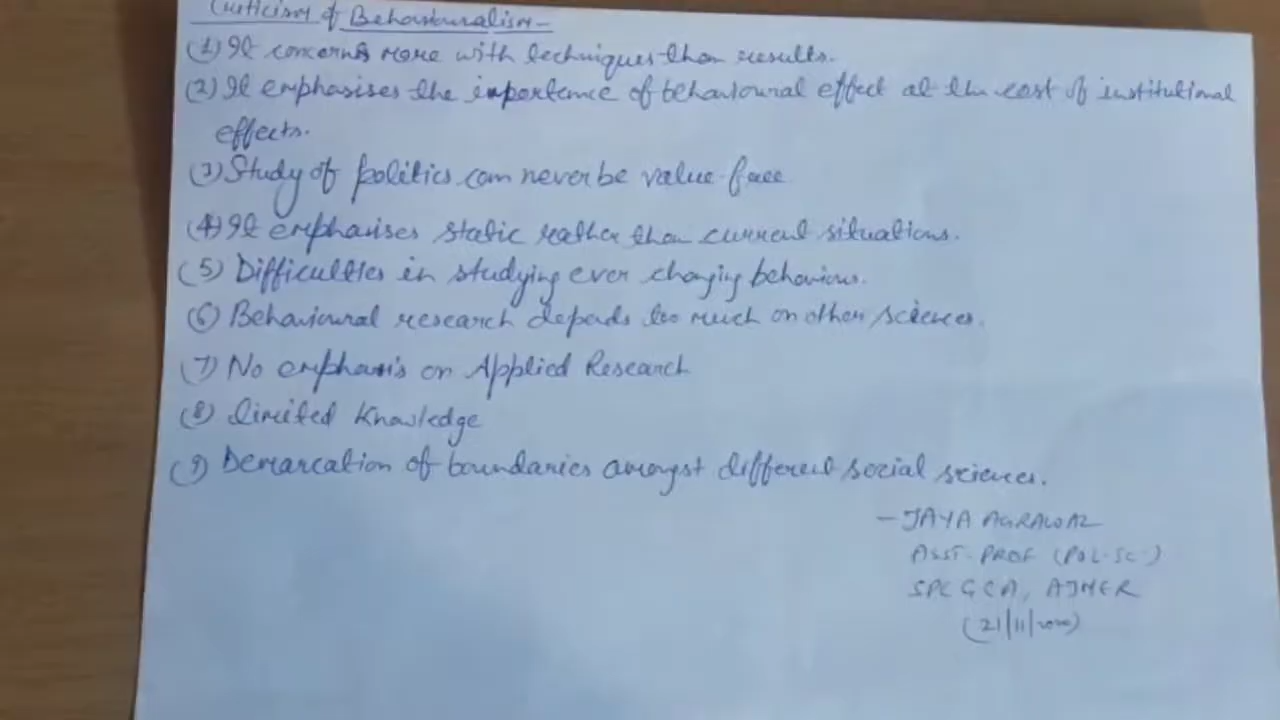 Criticism of Behaviouralism-
(1) It concerns more with techniques than results.
(2) It emphasises the importance of behavioural effect at the cost of institutional
effects.
(3) Study of politics can never be value-free
(4) It emphasises static rather than current situations.
(5) Difficulties in studying ever changing behaviour.
(6) Behavioural research depends too much on other sciences.
(7) No emphasis on Applied Research
(8) Limited Knowledge
(9) Demarcation of boundaries amongst different social sciences.
- JAYA AGRAWAL
ASST. PROF (POL.SC.)
SPC GCA, AJMER
(21/11/2020)